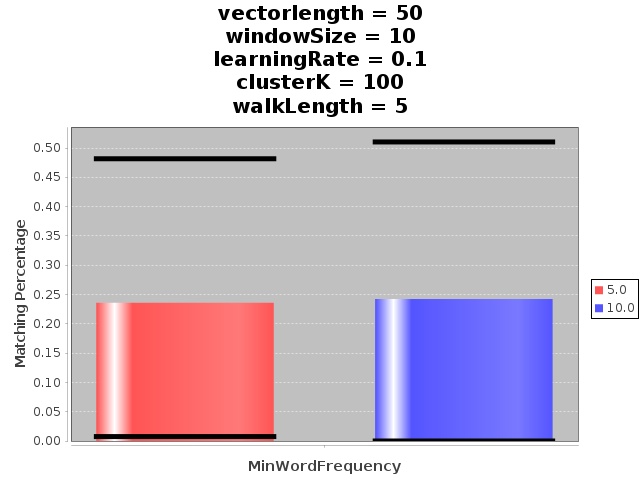 vectorlength = 50
windowSize = 10
learningRate = 0.1
clusterK = 100
walkLength = 5
0.50
0.45
0.40
0.35
0.30
0.25
0.20
0.15
0.10
0.05
0.00
Matching Percentage
MinWordFrequency
5.0
10.0